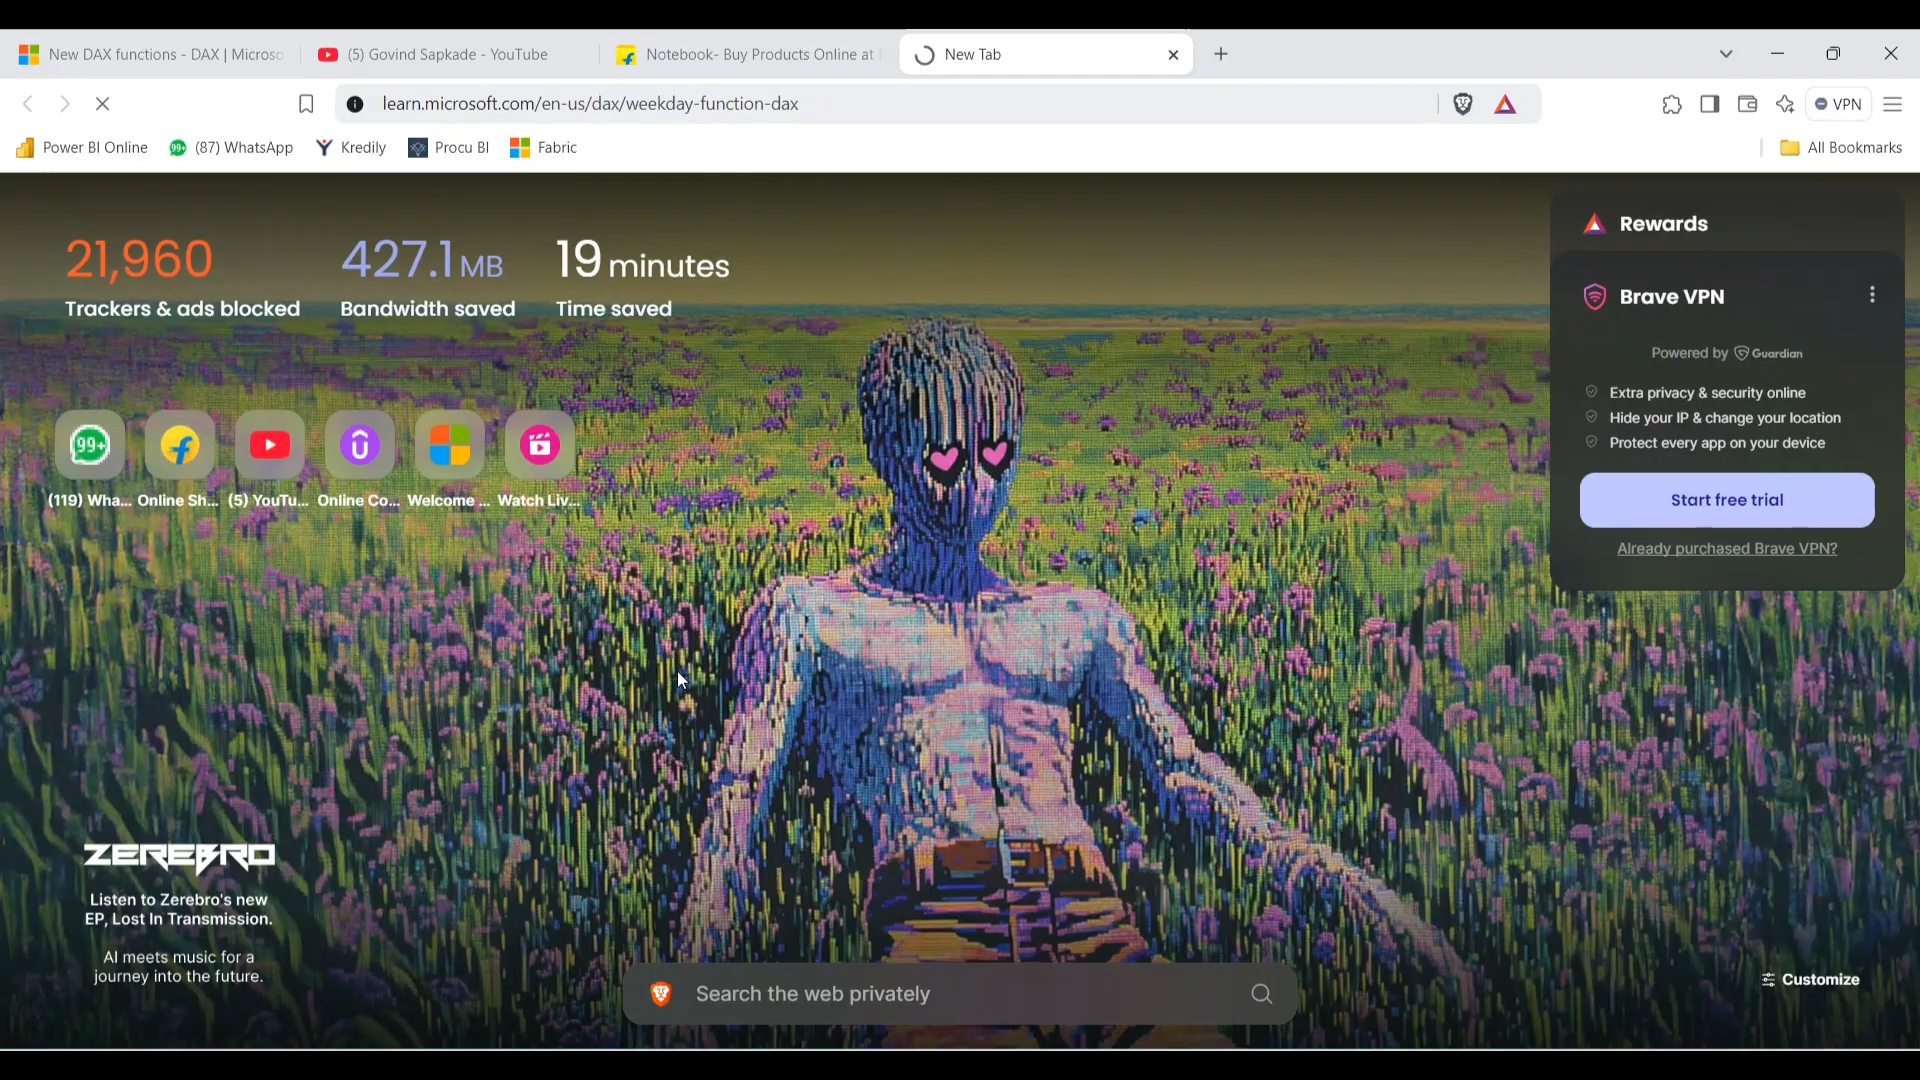 New DAX functions - DAX | Microso
(5) Govind Sapkade - YouTube
Notebook- Buy Products Online at
New Tab
learn.microsoft.com/en-us/dax/weekday-function-dax
VPN
Power BI Online
99+
(87) WhatsApp
Kredily
Procu BI
Fabric
All Bookmarks
21,960
Trackers & ads blocked
427.1 MB
Bandwidth saved
19 minutes
Time saved
Rewards
Brave VPN
Powered by Guardian
Extra privacy & security online
Hide your IP & change your location
Protect every app on your device
Start free trial
Already purchased Brave VPN?
99+
(119) Wha...
Online Sh...
(5) YouTu...
Online Co...
Welcome ...
Watch Liv...
ZEREBRO
Listen to Zerebro's new
EP, Lost In Transmission.
AI meets music for a
journey into the future.
Search the web privately
Customize